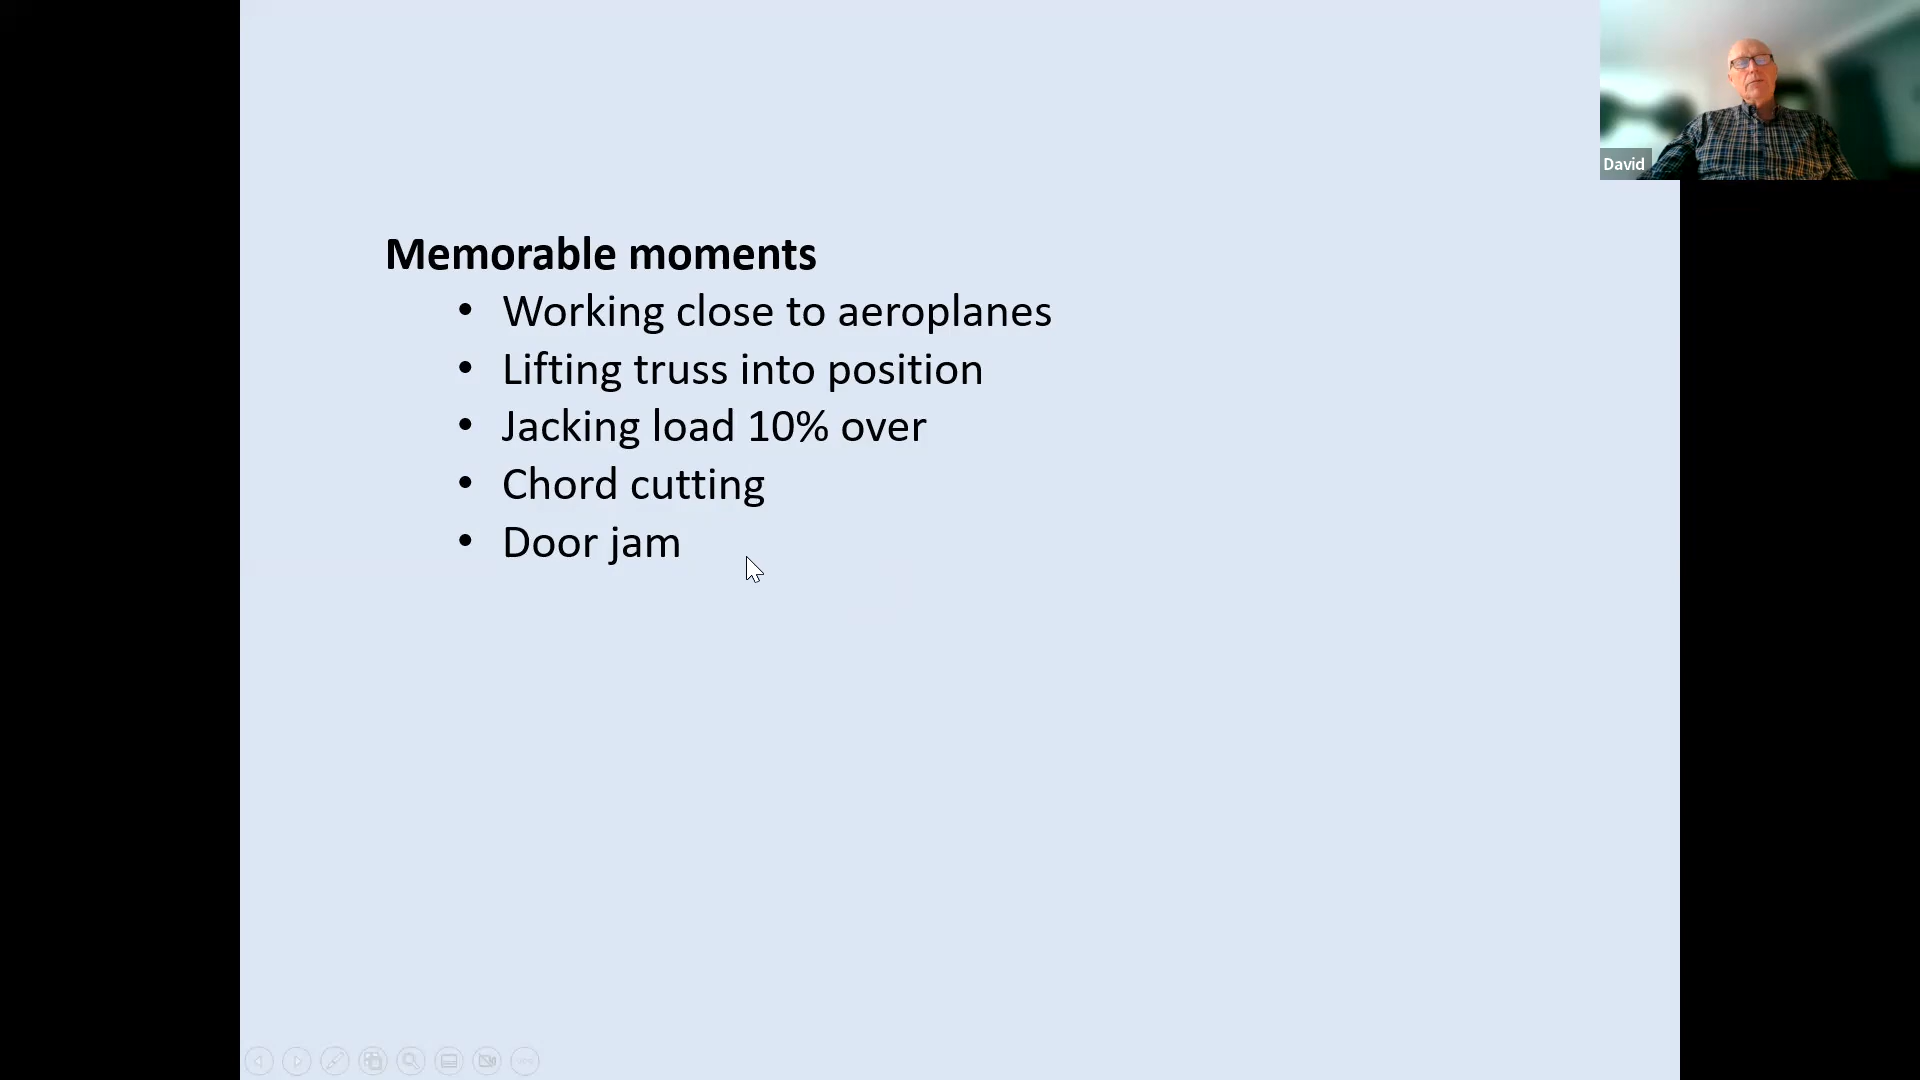 David
Memorable moments
• Working close to aeroplanes
• Lifting truss into position
• Jacking load 10% over
• Chord cutting
• Door jam